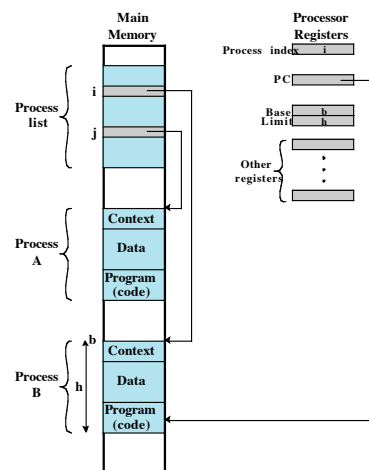 Main
Memory
Processor
Registers
Process index
i
PC
Base
b
Limit
h
Other
registers
Process
list
i
j
Process
A
Context
Data
Program
(code)
b
Process
B
h
Context
Data
Program
(code)